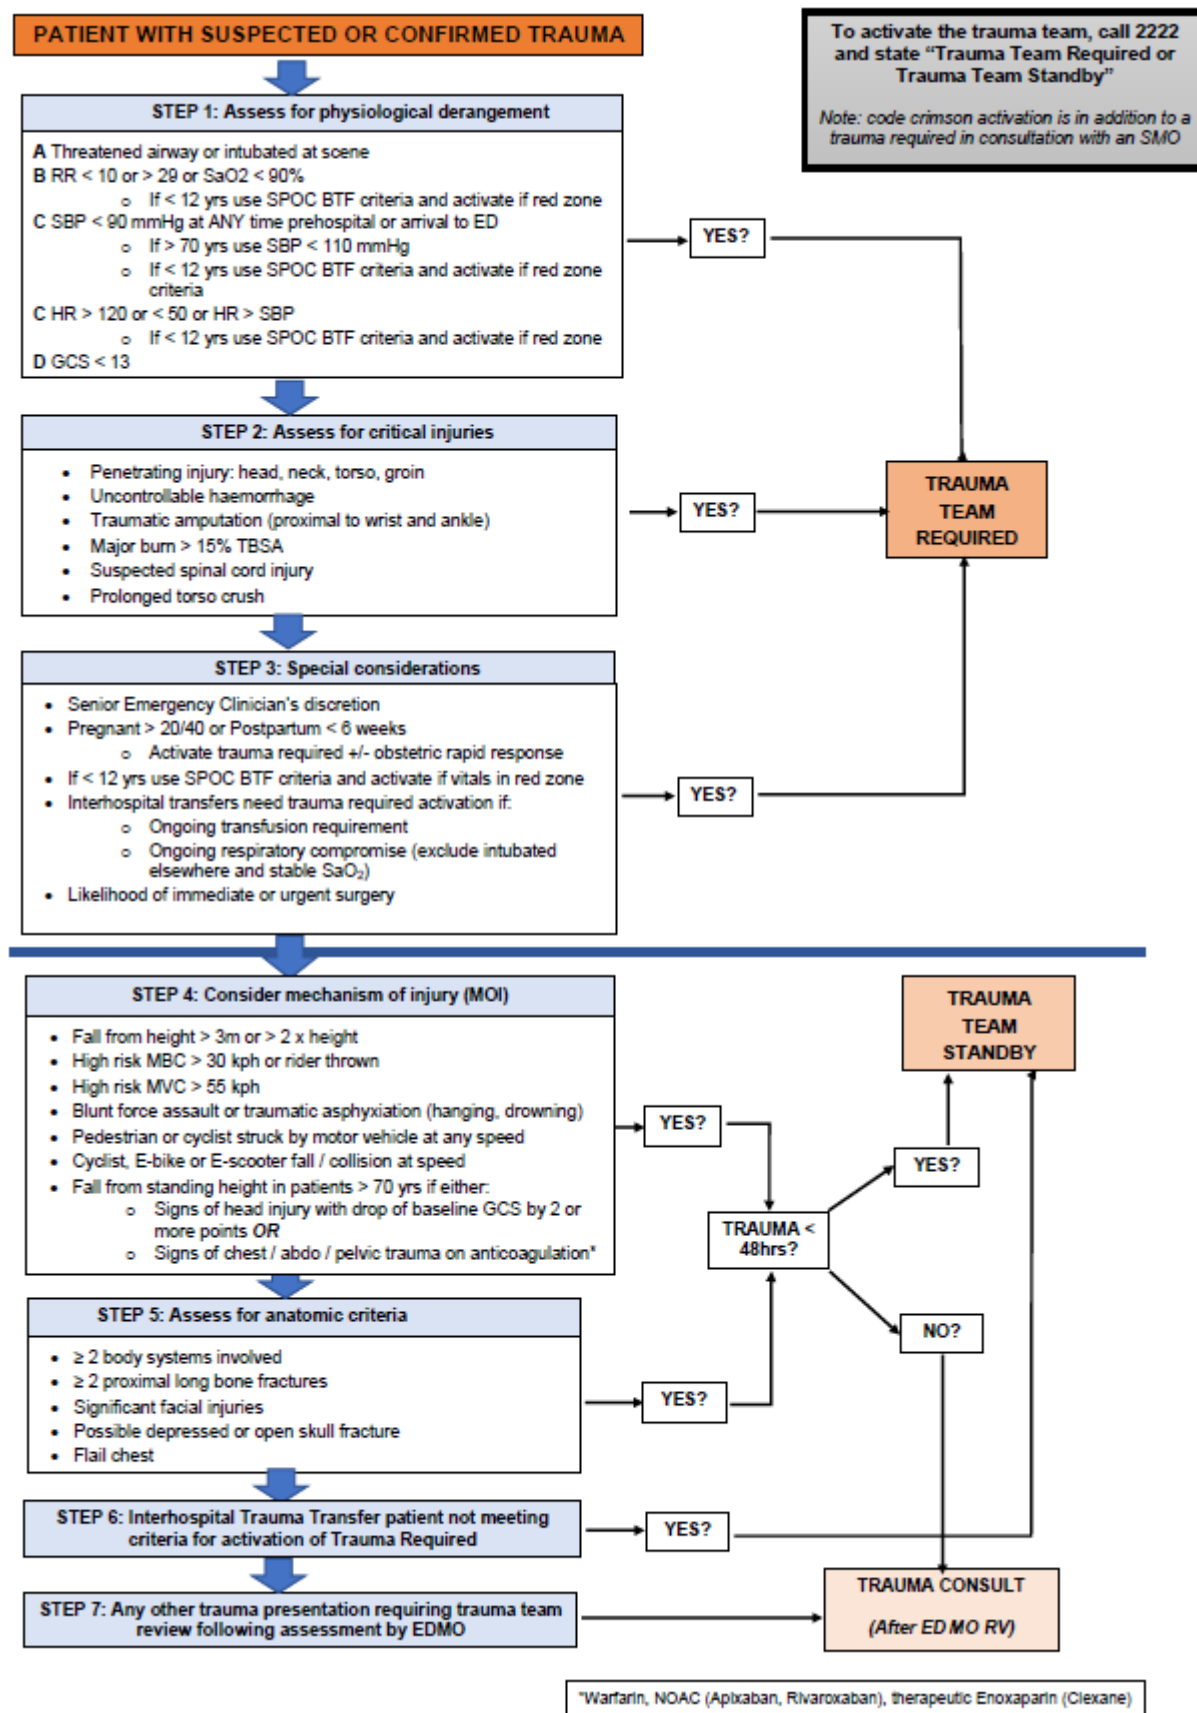 PATIENT WITH SUSPECTED OR CONFIRMED TRAUMA
To activate the trauma team, call 2222
and state “Trauma Team Required or
Trauma Team Standby”
Note: code crimson activation is in addition to a
trauma required in consultation with an SMO
STEP 1: Assess for physiological derangement
A Threatened airway or intubated at scene
B RR < 10 or > 29 or SaO2 < 90%
o If < 12 yrs use SPOC BTF criteria and activate if red zone
C SBP < 90 mmHg at ANY time prehospital or arrival to ED
o If > 70 yrs use SBP < 110 mmHg
o If < 12 yrs use SPOC BTF criteria and activate if red zone
criteria
C HR > 120 or < 50 or HR > SBP
o If < 12 yrs use SPOC BTF criteria and activate if red zone
D GCS < 13
YES?
STEP 2: Assess for critical injuries
• Penetrating injury: head, neck, torso, groin
• Uncontrollable haemorrhage
• Traumatic amputation (proximal to wrist and ankle)
• Major burn > 15% TBSA
• Suspected spinal cord injury
• Prolonged torso crush
YES?
TRAUMA
TEAM
REQUIRED
STEP 3: Special considerations
• Senior Emergency Clinician's discretion
• Pregnant > 20/40 or Postpartum < 6 weeks
o Activate trauma required +/- obstetric rapid response
• If < 12 yrs use SPOC BTF criteria and activate if vitals in red zone
• Interhospital transfers need trauma required activation if:
o Ongoing transfusion requirement
o Ongoing respiratory compromise (exclude intubated
elsewhere and stable SaO₂)
• Likelihood of immediate or urgent surgery
YES?
STEP 4: Consider mechanism of injury (MOI)
• Fall from height > 3m or > 2 x height
• High risk MBC > 30 kph or rider thrown
• High risk MVC > 55 kph
• Blunt force assault or traumatic asphyxiation (hanging, drowning)
• Pedestrian or cyclist struck by motor vehicle at any speed
• Cyclist, E-bike or E-scooter fall / collision at speed
• Fall from standing height in patients > 70 yrs if either:
o Signs of head injury with drop of baseline GCS by 2 or
more points OR
o Signs of chest / abdo / pelvic trauma on anticoagulation*
YES?
TRAUMA <
48hrs?
YES?
TRAUMA
TEAM
STANDBY
NO?
STEP 5: Assess for anatomic criteria
• ≥ 2 body systems involved
• ≥ 2 proximal long bone fractures
• Significant facial injuries
• Possible depressed or open skull fracture
• Flail chest
YES?
STEP 6: Interhospital Trauma Transfer patient not meeting
criteria for activation of Trauma Required
YES?
STEP 7: Any other trauma presentation requiring trauma team
review following assessment by EDMO
TRAUMA CONSULT
(After ED MO RV)
*Warfarin, NOAC (Apixaban, Rivaroxaban), therapeutic Enoxaparin (Clexane)